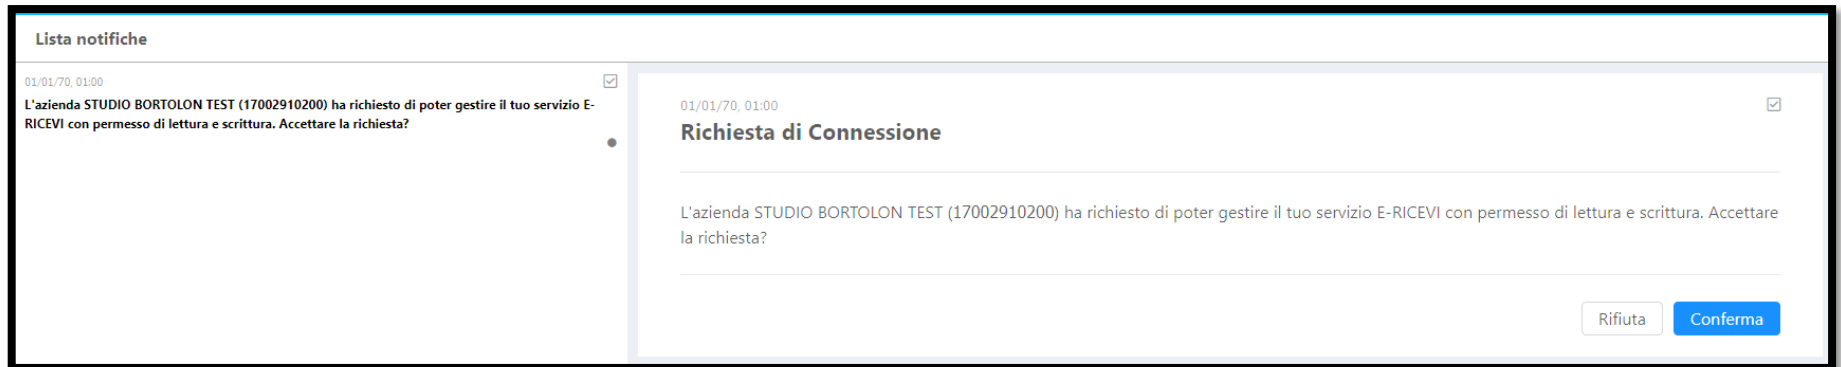 Lista notifiche
01/01/70, 01:00
L'azienda STUDIO BORTOLON TEST (17002910200) ha richiesto di poter gestire il tuo servizio E-
RICEVI con permesso di lettura e scrittura. Accettare la richiesta?
01/01/70, 01:00
Richiesta di Connessione
L'azienda STUDIO BORTOLON TEST (17002910200) ha richiesto di poter gestire il tuo servizio E-RICEVI con permesso di lettura e scrittura. Accettare
la richiesta?
Rifiuta
Conferma